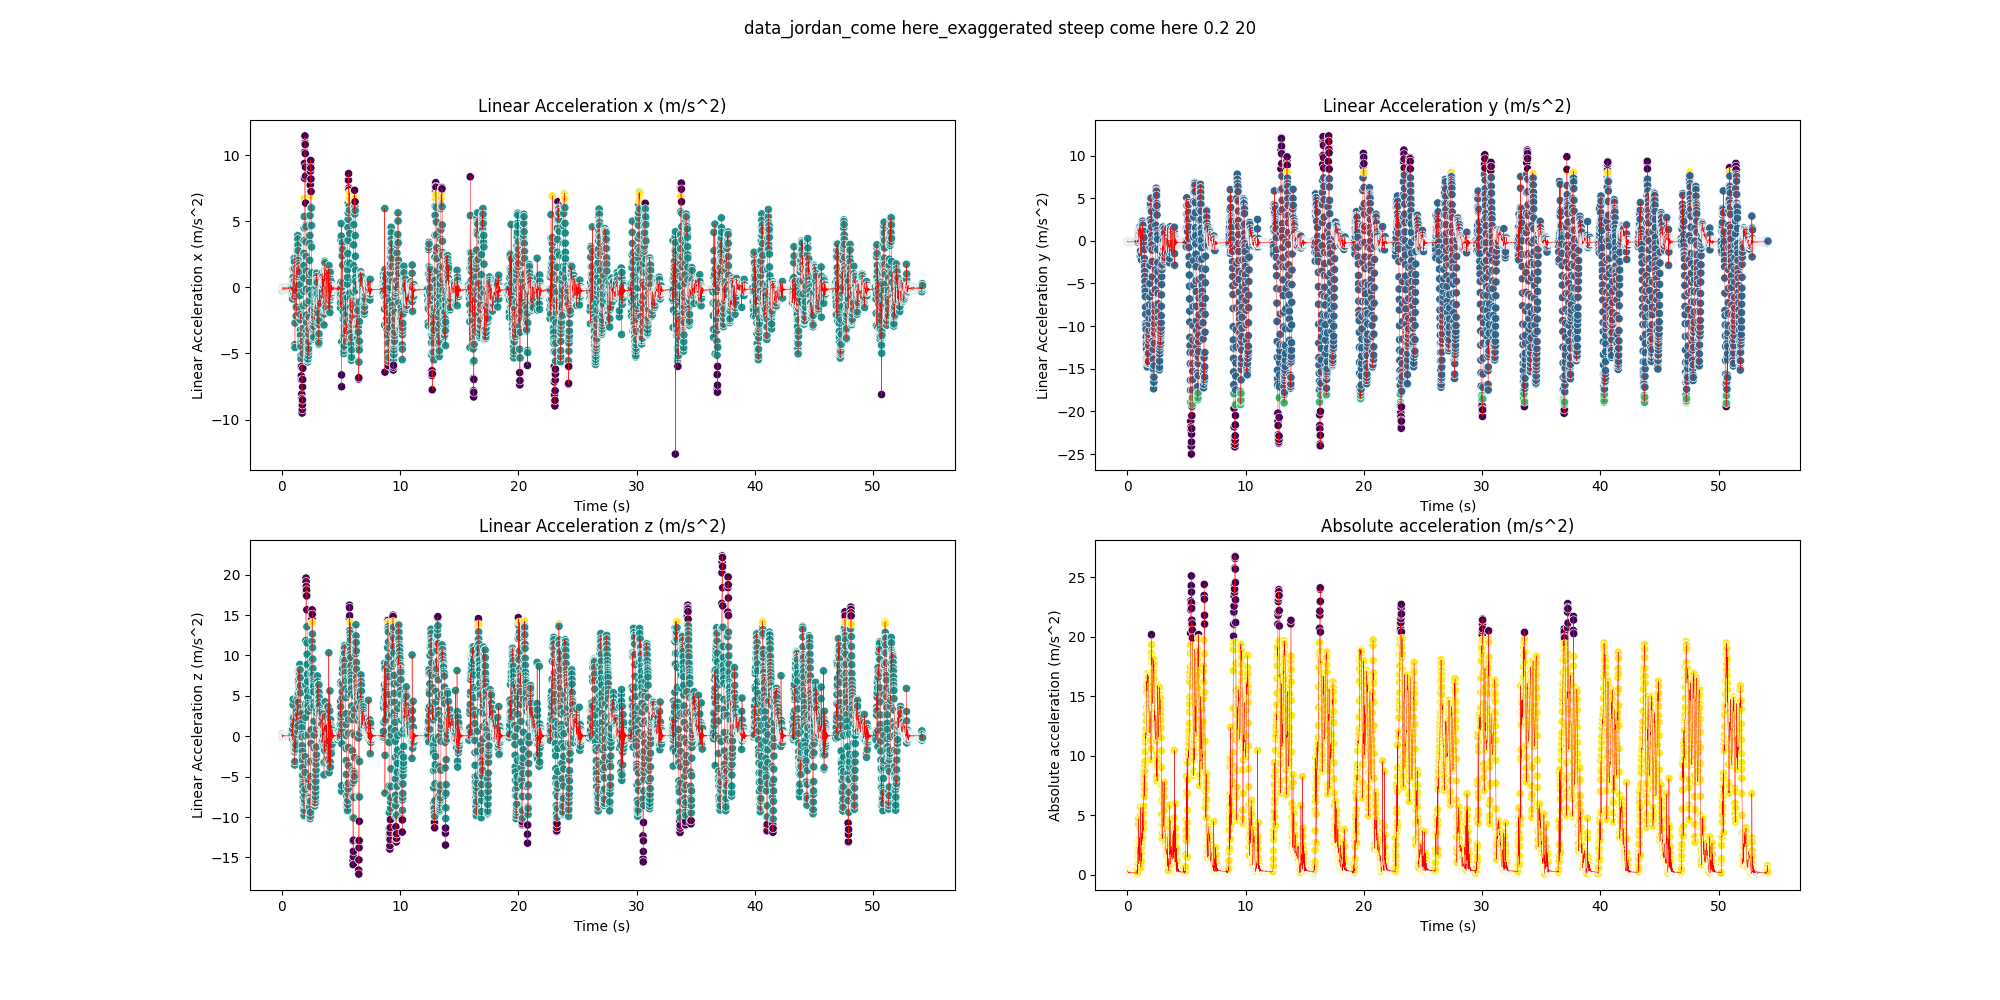 data_jordan_come here_exaggerated steep come here 0.2 20
Linear Acceleration x (m/s^2)
Linear Acceleration x (m/s^2)
10
5
0
−5
−10
0 10 20 30 40 50
Time (s)
Linear Acceleration y (m/s^2)
Linear Acceleration y (m/s^2)
10
5
0
−5
−10
−15
−20
−25
0 10 20 30 40 50
Time (s)
Linear Acceleration z (m/s^2)
Linear Acceleration z (m/s^2)
20
15
10
5
0
−5
−10
−15
0 10 20 30 40 50
Time (s)
Absolute acceleration (m/s^2)
Absolute acceleration (m/s^2)
25
20
15
10
5
0
0 10 20 30 40 50
Time (s)